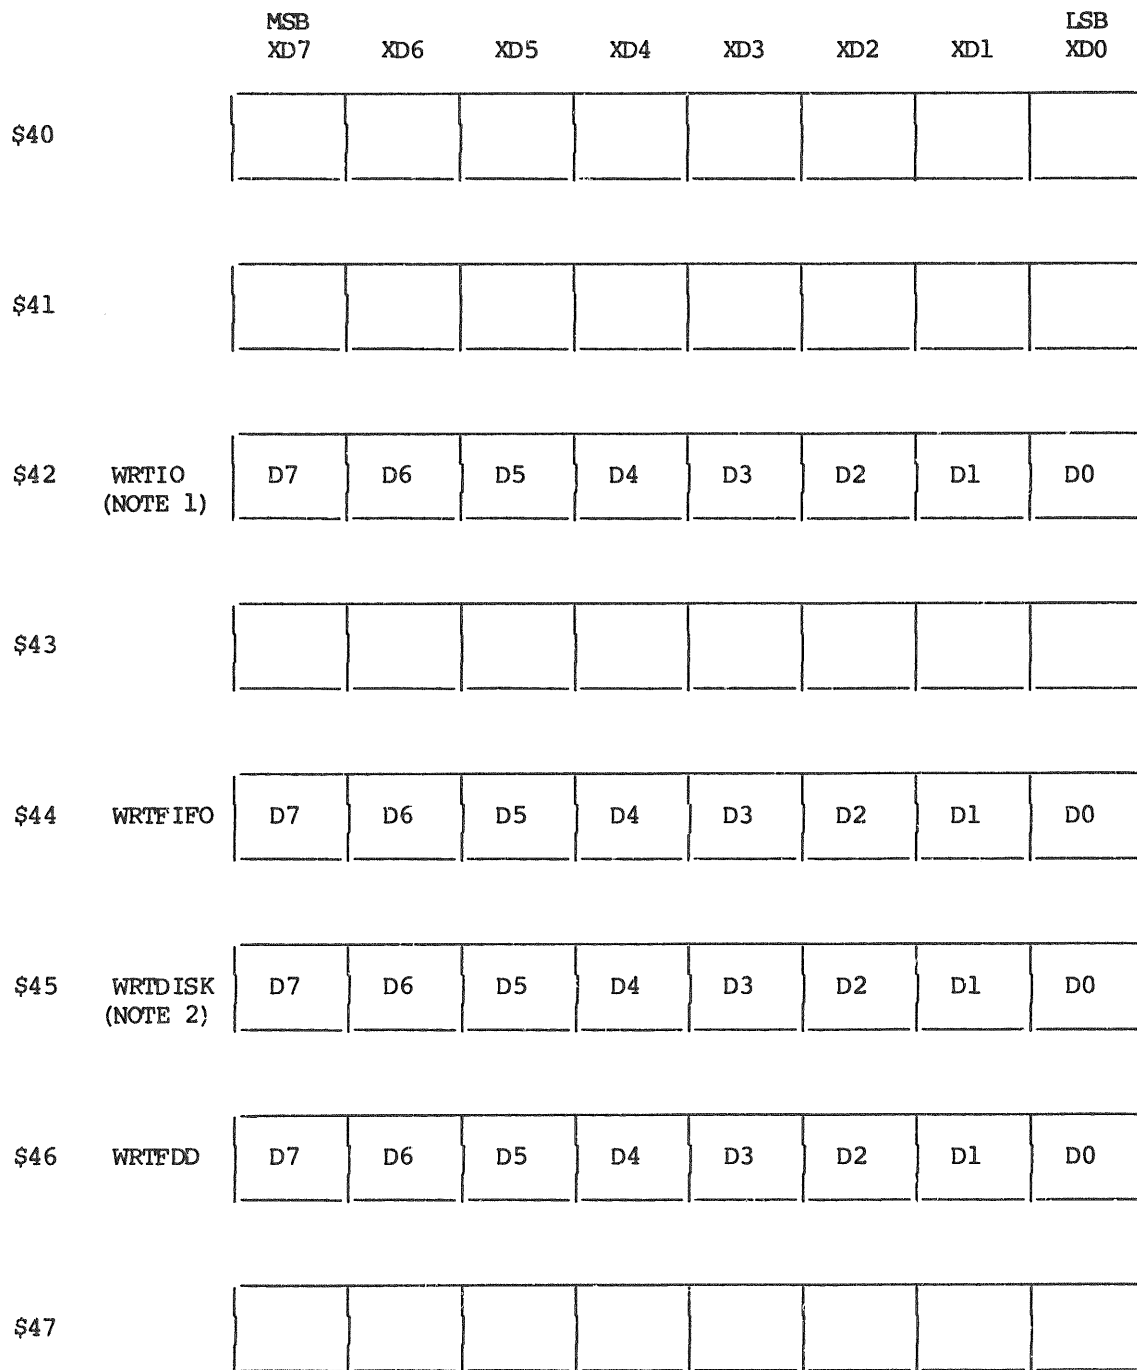 MSB LSB
XD7 XD6 XD5 XD4 XD3 XD2 XD1 XD0
$40
$41
$42 WRTIO D7 D6 D5 D4 D3 D2 D1 D0
(NOTE 1)
$43
$44 WRTFIFO D7 D6 D5 D4 D3 D2 D1 D0
$45 WRTDISK D7 D6 D5 D4 D3 D2 D1 D0
(NOTE 2)
$46 WRTFDD D7 D6 D5 D4 D3 D2 D1 D0
$47